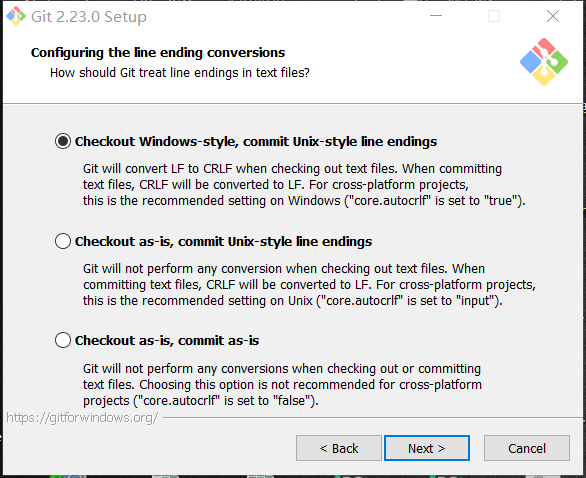 Git 2.23.0 Setup
Configuring the line ending conversions
How should Git treat line endings in text files?
Checkout Windows-style, commit Unix-style line endings
Git will convert LF to CRLF when checking out text files. When committing
text files, CRLF will be converted to LF. For cross-platform projects,
this is the recommended setting on Windows ("core.autocrlf" is set to "true").
Checkout as-is, commit Unix-style line endings
Git will not perform any conversion when checking out text files. When
committing text files, CRLF will be converted to LF. For cross-platform projects,
this is the recommended setting on Unix ("core.autocrlf" is set to "input").
Checkout as-is, commit as-is
Git will not perform any conversions when checking out or committing
text files. Choosing this option is not recommended for cross-platform
projects ("core.autocrlf" is set to "false").
https://gitforwindows.org/
< Back
Next >
Cancel